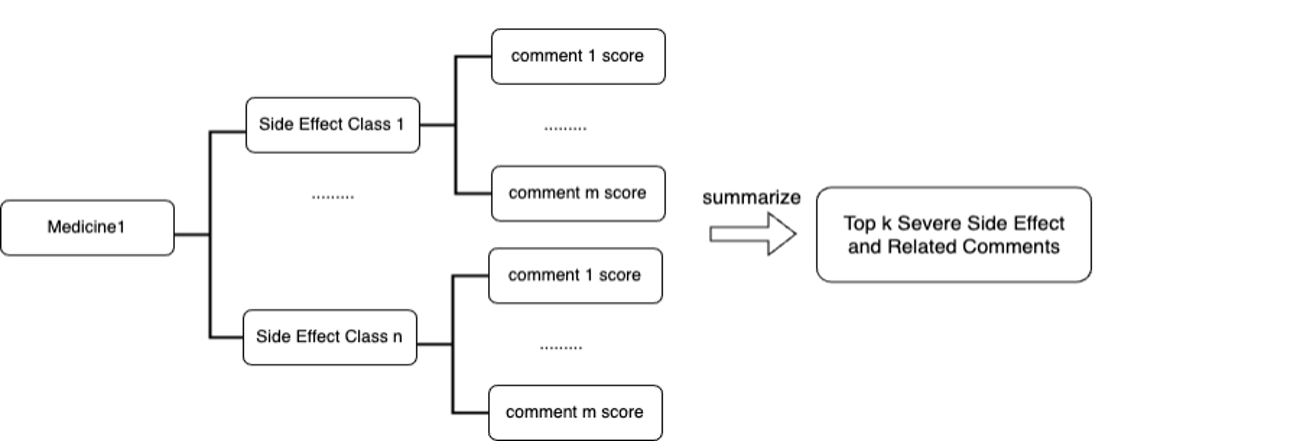 Medicine1
Side Effect Class 1
.........
Side Effect Class n
comment 1 score
.........
comment m score
comment 1 score
.........
comment m score
summarize
Top k Severe Side Effect
and Related Comments